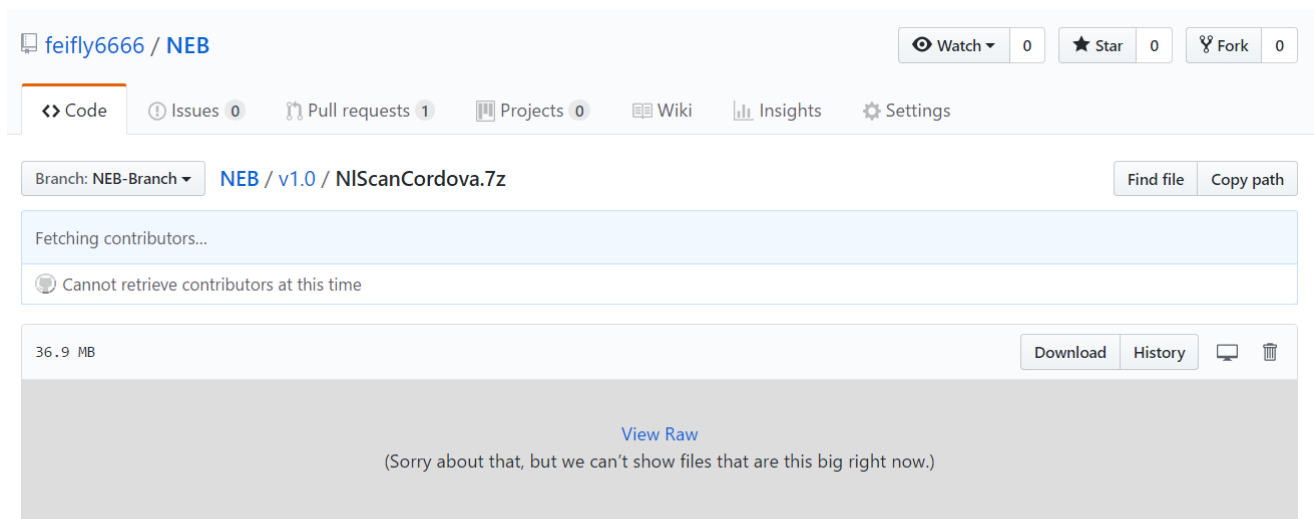 feifly6666 / NEB
Watch 0 Star 0 Fork 0
Code Issues 0 Pull requests 1 Projects 0 Wiki Insights Settings
Branch: NEB-Branch NEB / v1.0 / NlScanCordova.7z Find file Copy path
Fetching contributors...
Cannot retrieve contributors at this time
36.9 MB Download History
View Raw
(Sorry about that, but we can't show files that are this big right now.)